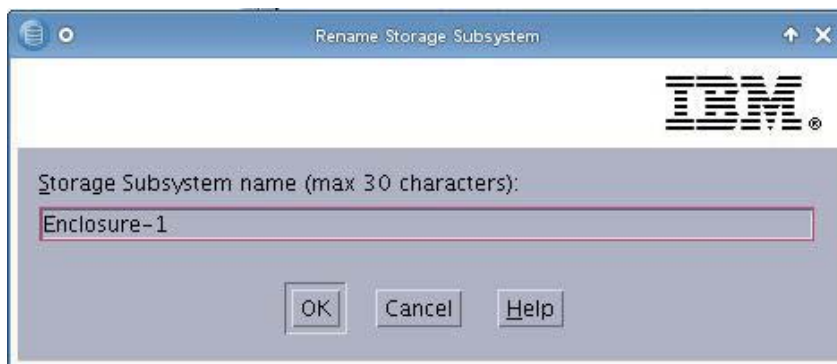 Rename Storage Subsystem
IBM®
Storage Subsystem name (max 30 characters):
Enclosure-1
OK Cancel Help